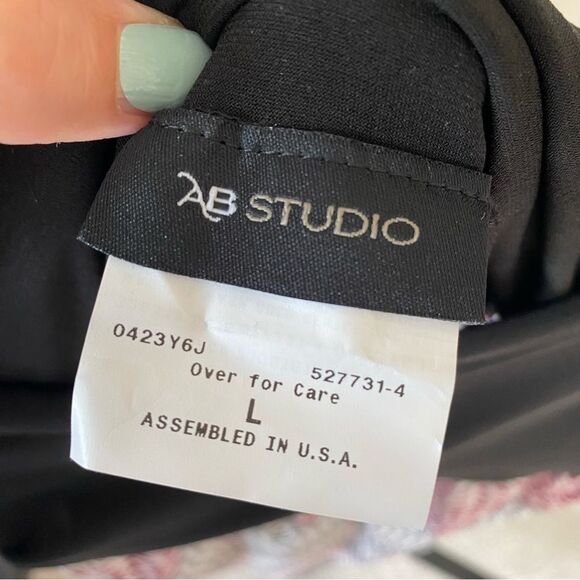 AB STUDIO
0423Y6J 527731-4
Over for Care
L
ASSEMBLED IN U.S.A.